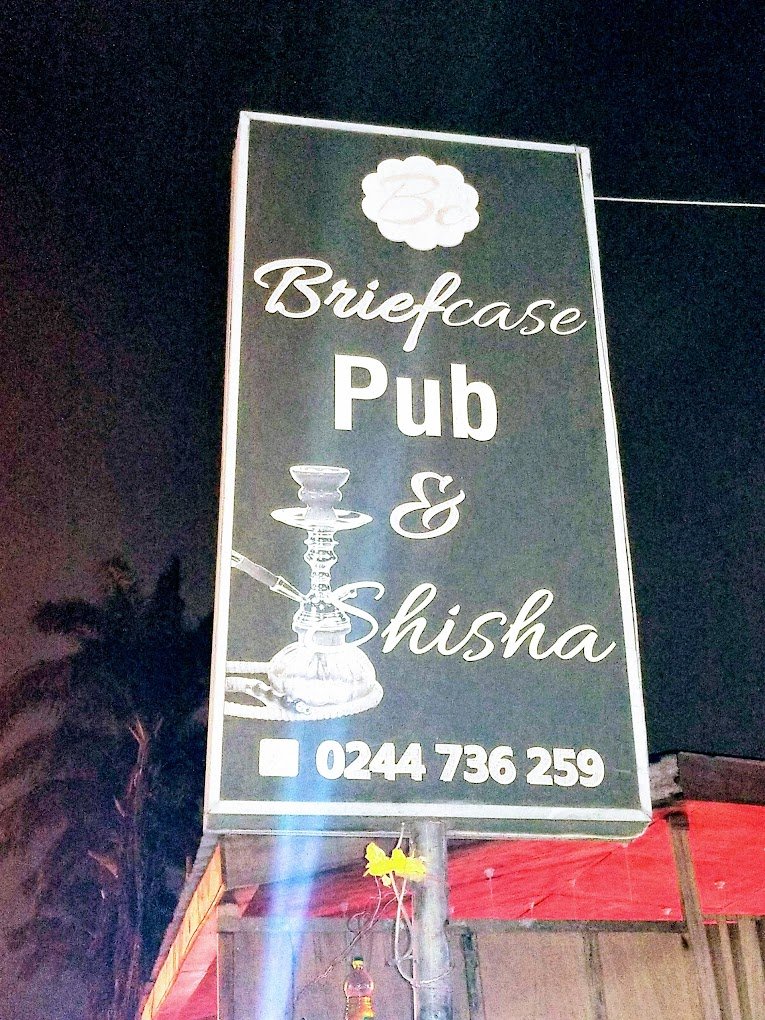 Bc
Briefcase
Pub
&
Shisha
0244 736 259